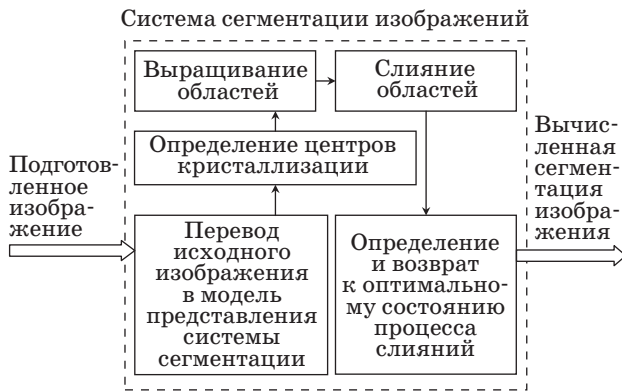 Система сегментации изображений
Выращивание
областей
Слияние
областей
Определение центров
кристаллизации
Подготов-
ленное
изобра-
жение
Перевод
исходного
изображения
в модель
представления
системы
сегментации
Определение
и возврат
к оптимально-
му состоянию
процесса
слияний
Вычис-
ленная
сегмен-
тация
изобра-
жения